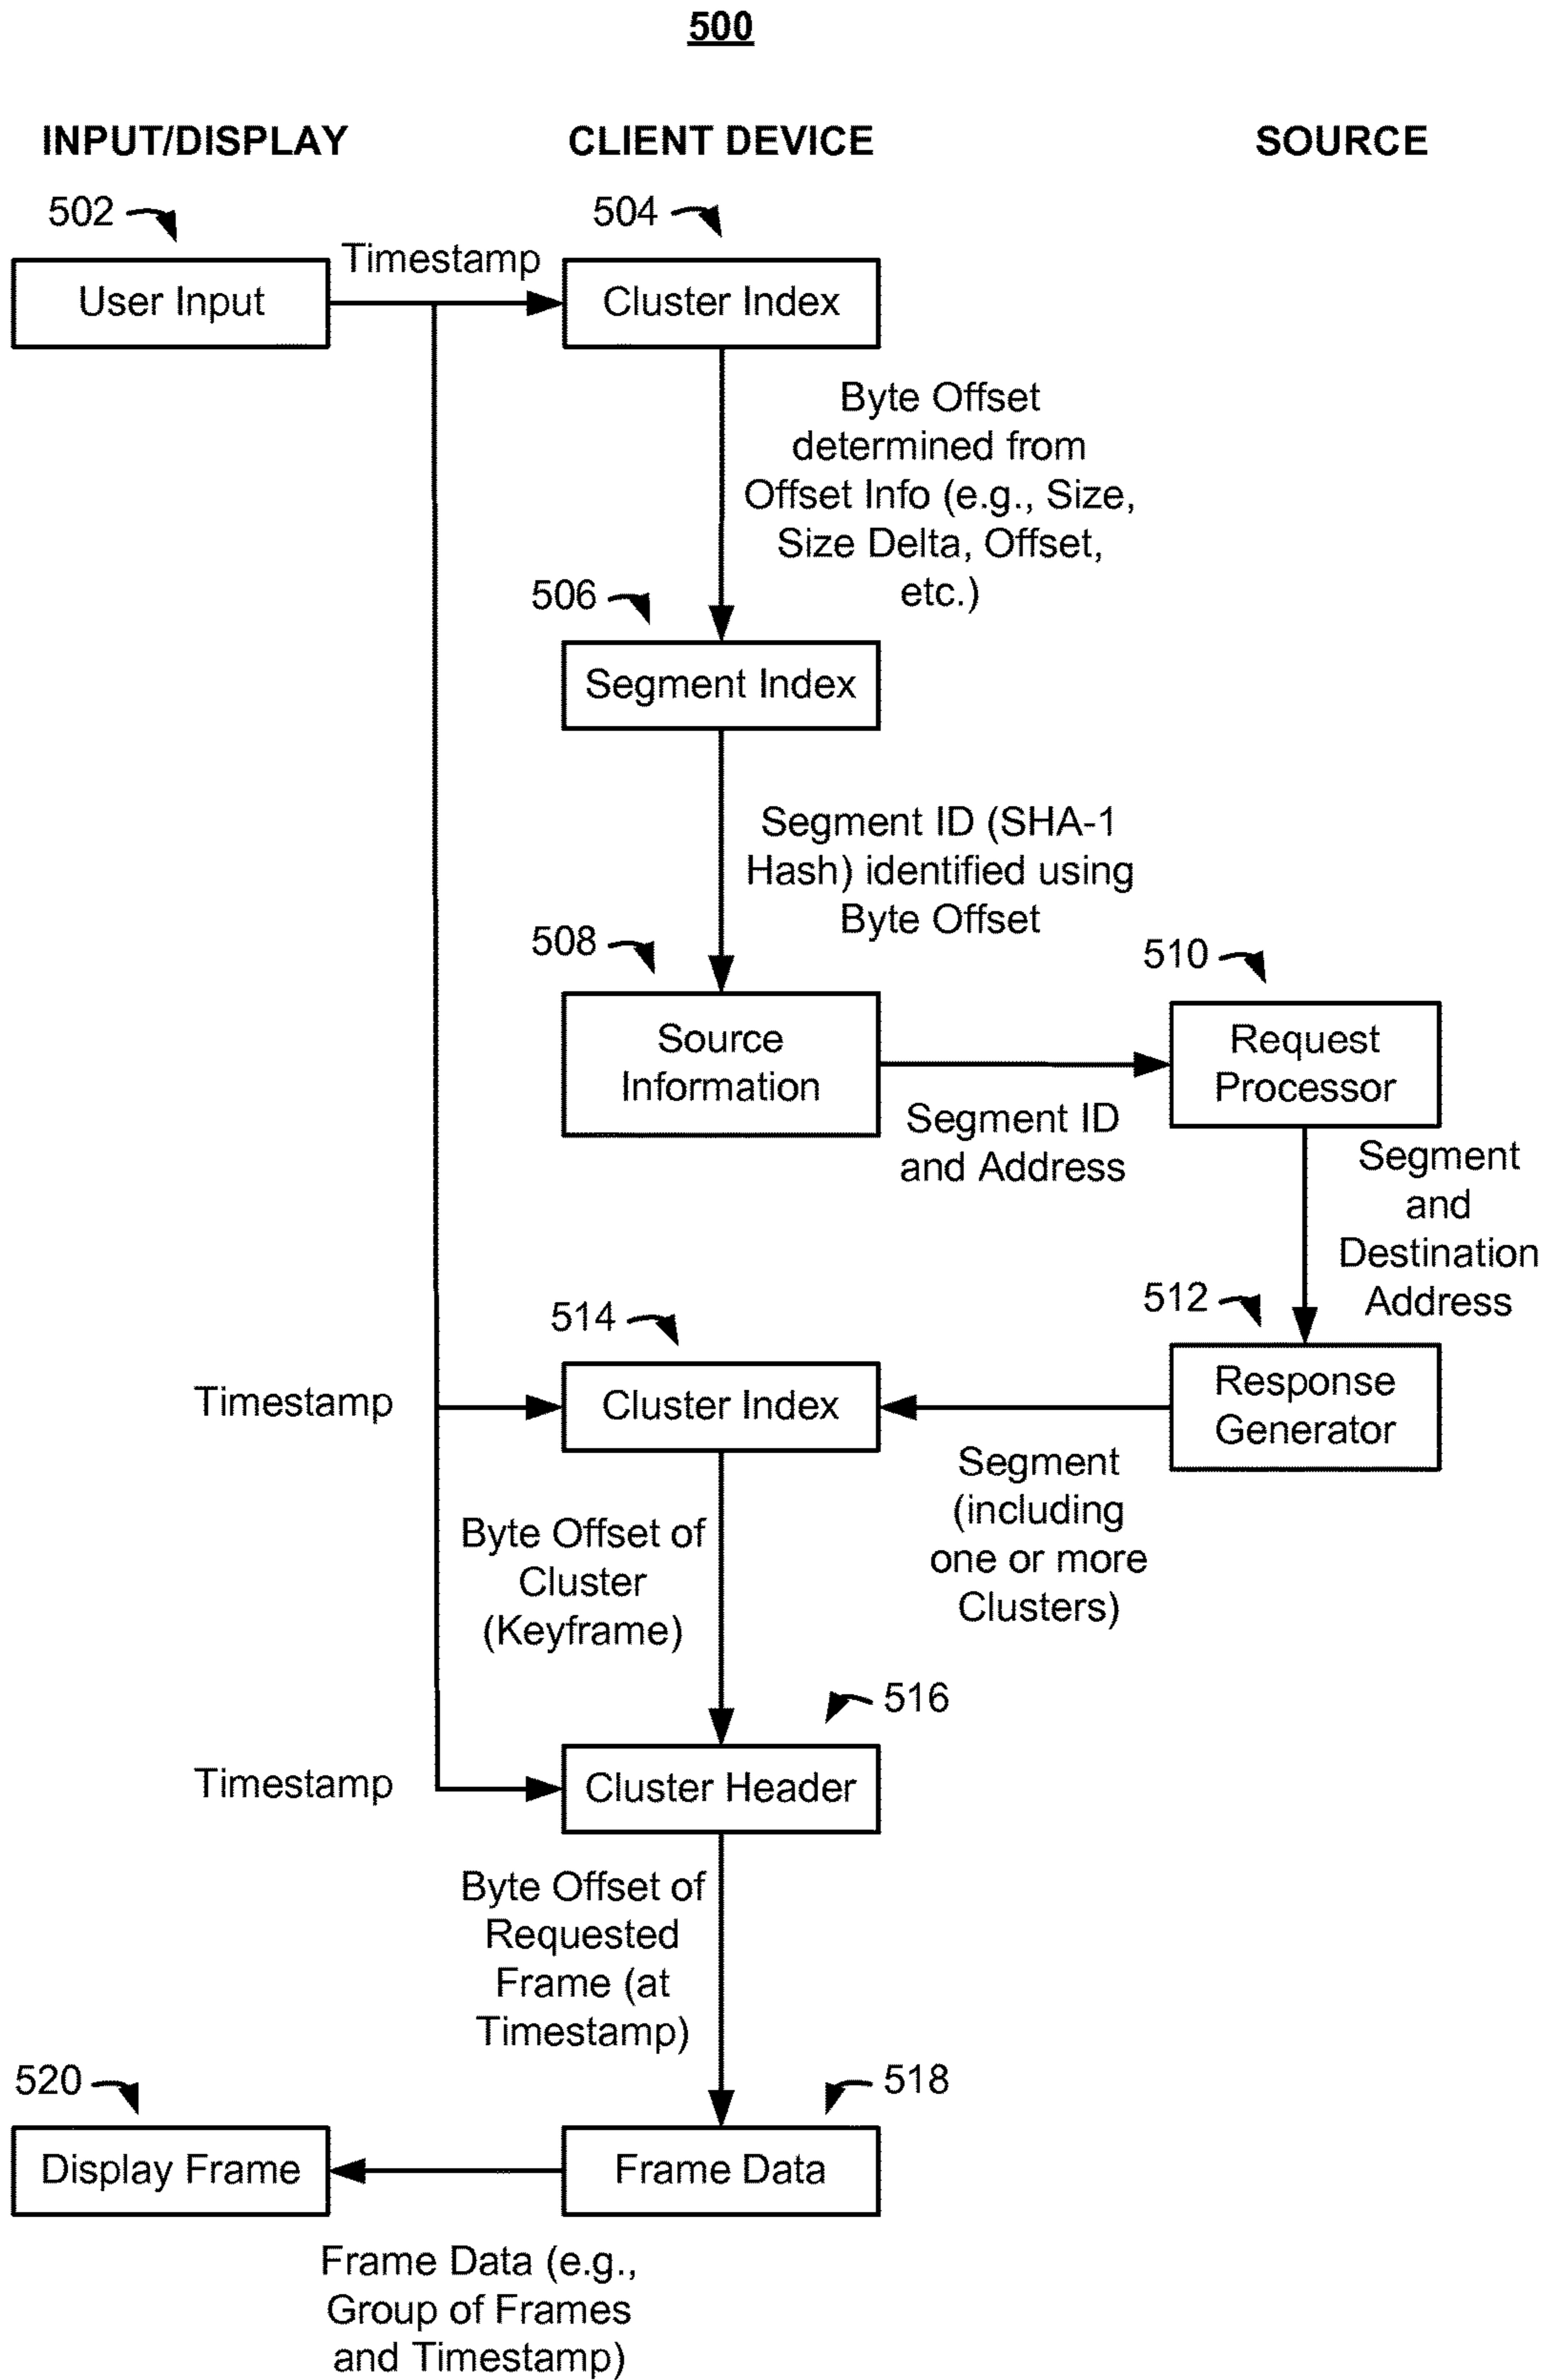 500
INPUT/DISPLAY
CLIENT DEVICE
SOURCE
502
504
User Input
Timestamp
Cluster Index
Byte Offset
determined from
Offset Info (e.g., Size,
Size Delta, Offset,
etc.)
506
Segment Index
Segment ID (SHA-1
Hash) identified using
Byte Offset
508
510
Source
Information
Segment ID
and Address
Request
Processor
Segment
and
Destination
Address
512
514
Timestamp
Cluster Index
Response
Generator
Segment
(including
one or more
Clusters)
Byte Offset of
Cluster
(Keyframe)
516
Timestamp
Cluster Header
Byte Offset of
Requested
Frame (at
Timestamp)
520
518
Display Frame
Frame Data
Frame Data (e.g.,
Group of Frames
and Timestamp)